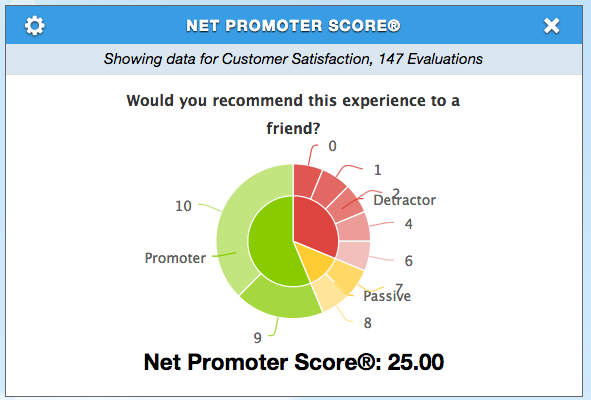 NET PROMOTER SCORE®
Showing data for Customer Satisfaction, 147 Evaluations
Would you recommend this experience to a
friend?
0
1
2
Detractor
10
4
Promoter
6
7
Passive
8
9
Net Promoter Score®: 25.00